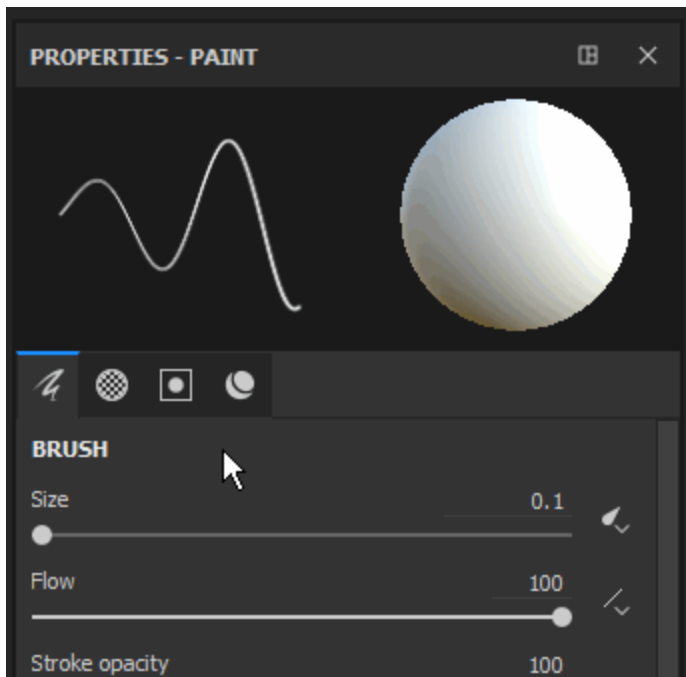 PROPERTIES - PAINT
BRUSH
Size 0.1
Flow 100
Stroke opacity 100